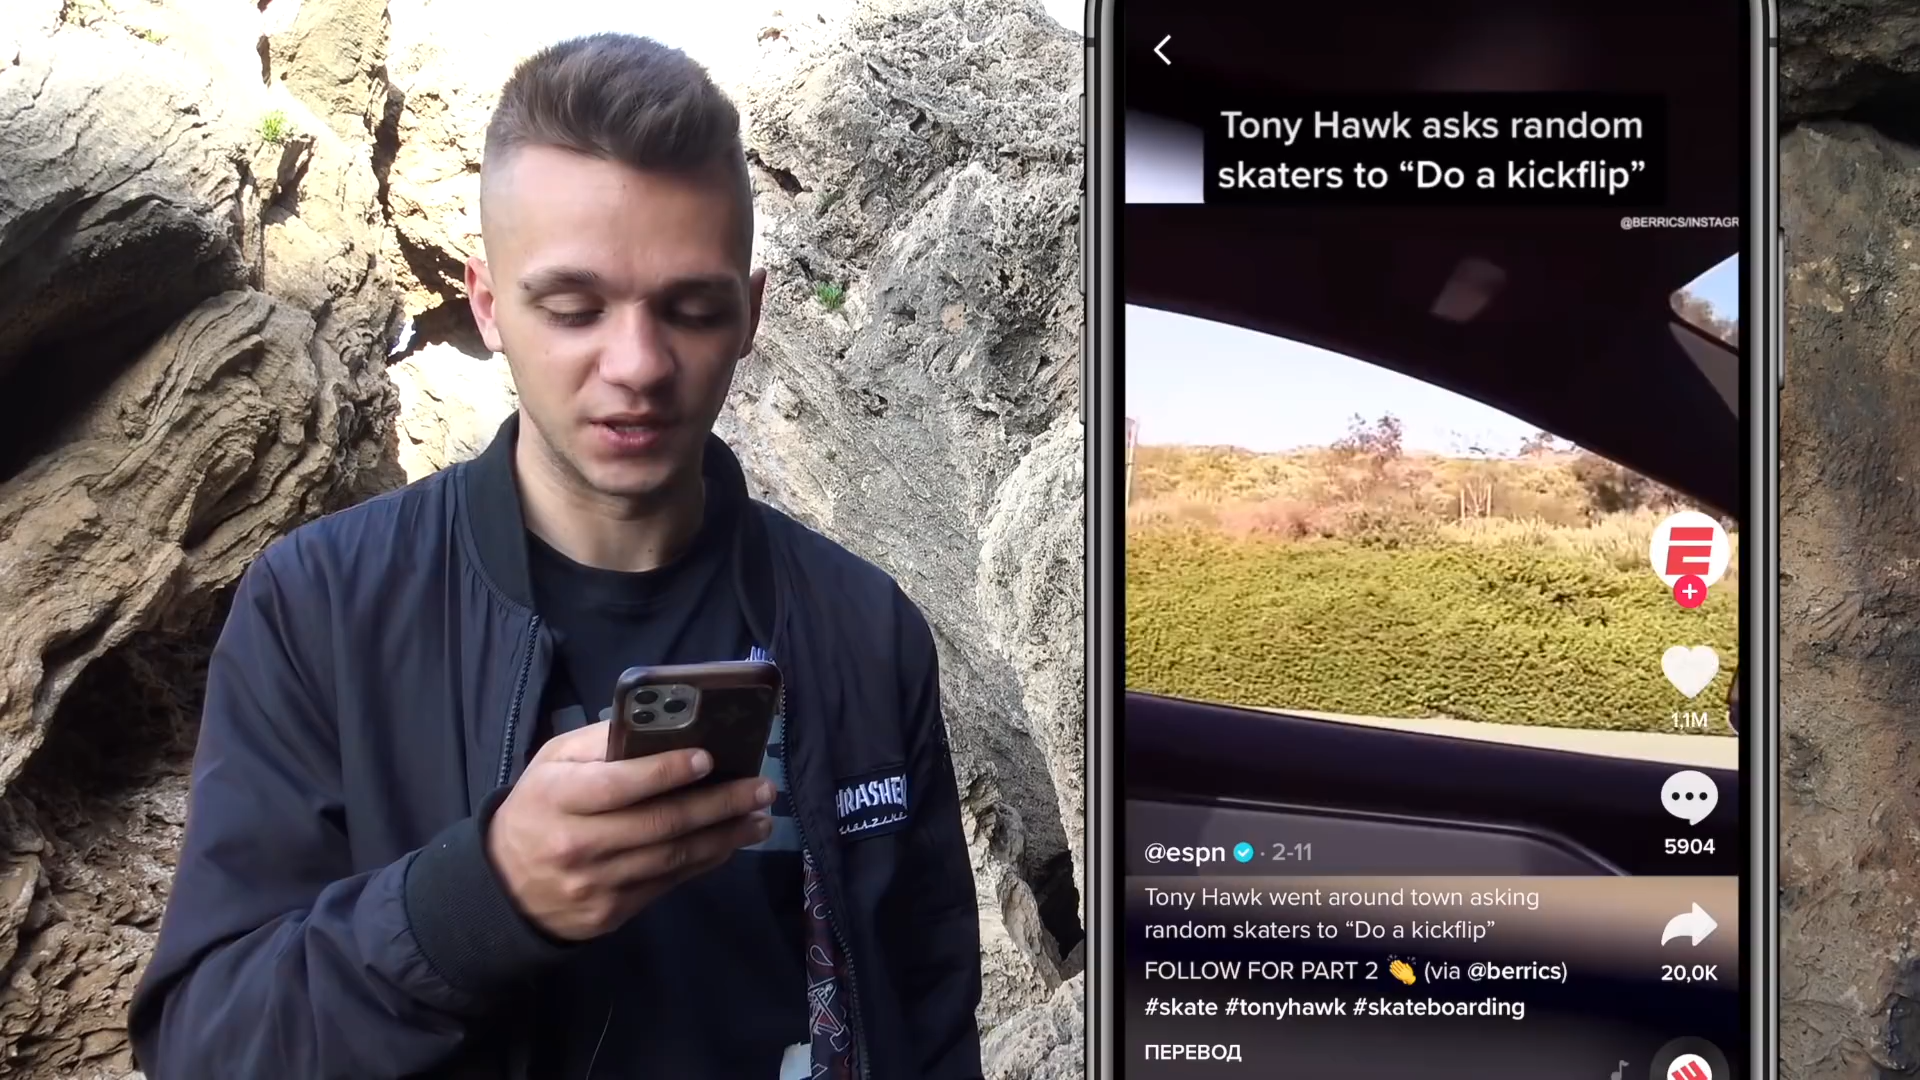 Tony Hawk asks random
skaters to “Do a kickflip”
@BERRICS/INSTAGR
HRASHER
MAGAZINE
1,1M
5904
@espn · 2-11
Tony Hawk went around town asking
random skaters to “Do a kickflip”
FOLLOW FOR PART 2 👏 (via @berrics)
20,0K
#skate #tonyhawk #skateboarding
ПЕРЕВОД